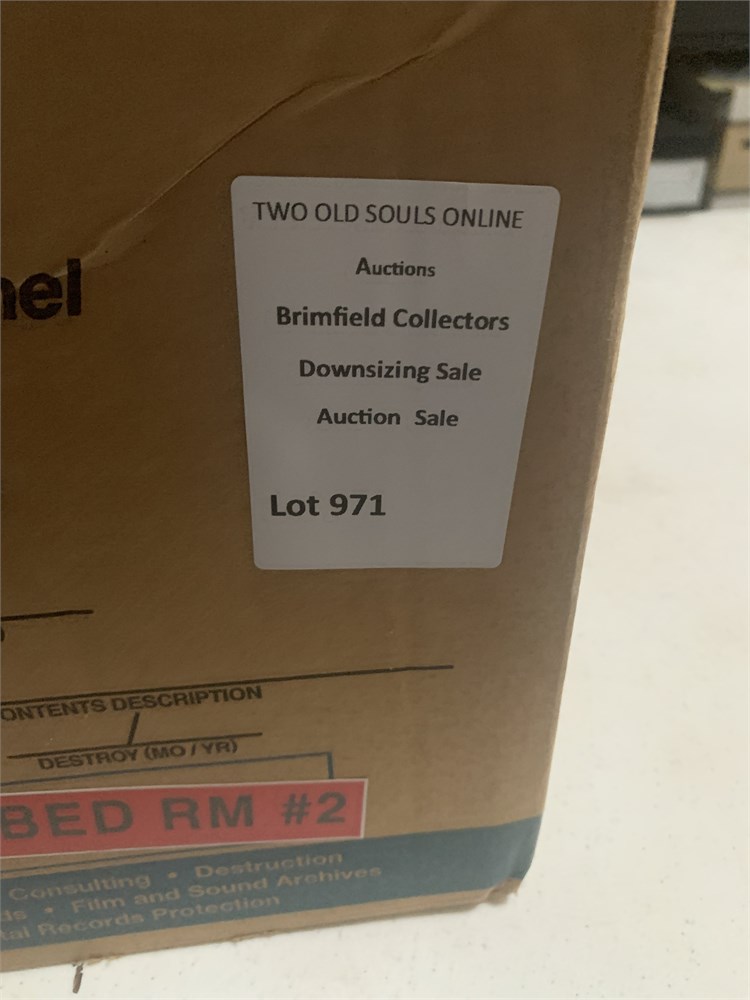 TWO OLD SOULS ONLINE
Auctions
Brimfield Collectors
Downsizing Sale
Auction Sale
Lot 971
CONTENTS DESCRIPTION
/
DESTROY (MO / YR)
BED RM #2
Consulting • Destruction
• Film and Sound Archives
Records Protection